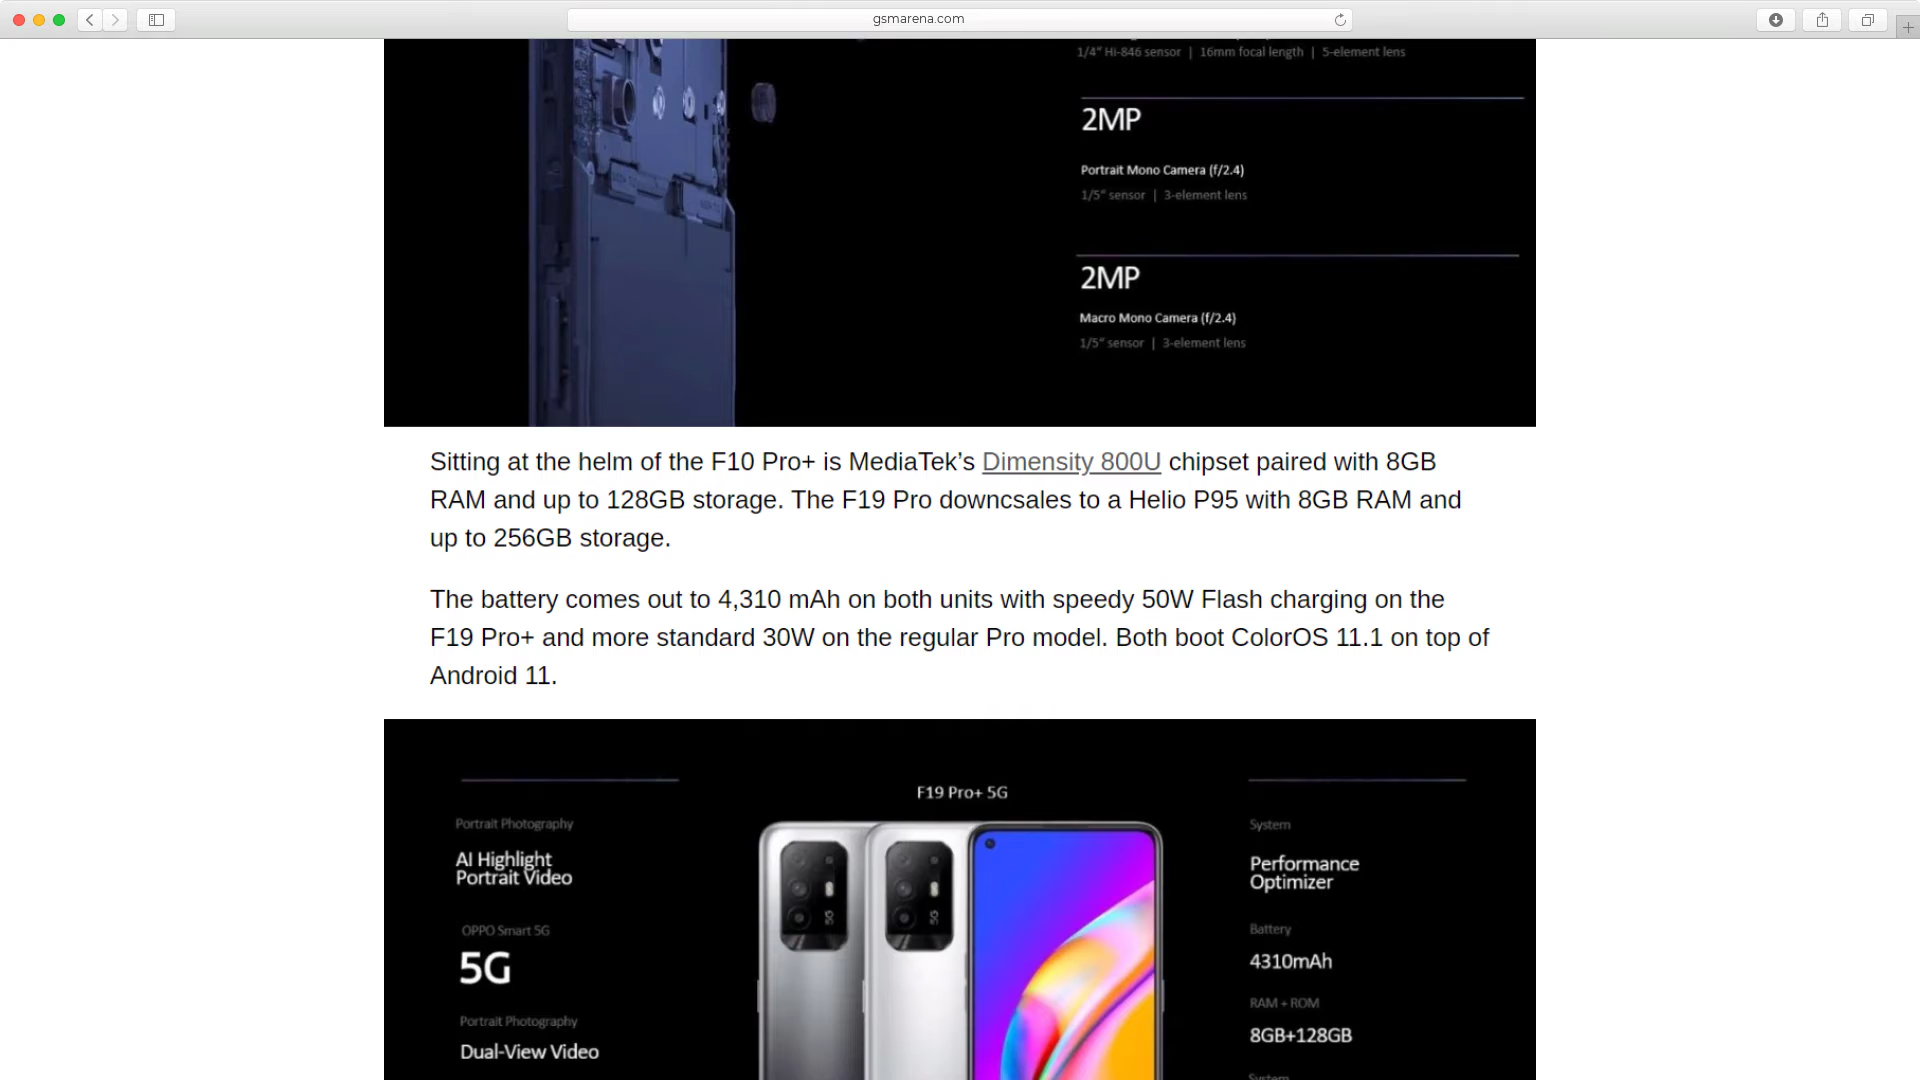 gsmarena.com
1/4" Hi-846 sensor | 16mm focal length | 5-element lens
2MP
Portrait Mono Camera (f/2.4)
1/5" sensor | 3-element lens
2MP
Macro Mono Camera (f/2.4)
1/5" sensor | 3-element lens
Sitting at the helm of the F10 Pro+ is MediaTek’s Dimensity 800U chipset paired with 8GB
RAM and up to 128GB storage. The F19 Pro downcsales to a Helio P95 with 8GB RAM and
up to 256GB storage.
The battery comes out to 4,310 mAh on both units with speedy 50W Flash charging on the
F19 Pro+ and more standard 30W on the regular Pro model. Both boot ColorOS 11.1 on top of
Android 11.
F19 Pro+ 5G
Portrait Photography
AI Highlight
Portrait Video
OPPO Smart 5G
5G
Portrait Photography
Dual-View Video
5G
5G
System
Performance
Optimizer
Battery
4310mAh
RAM + ROM
8GB+128GB
System